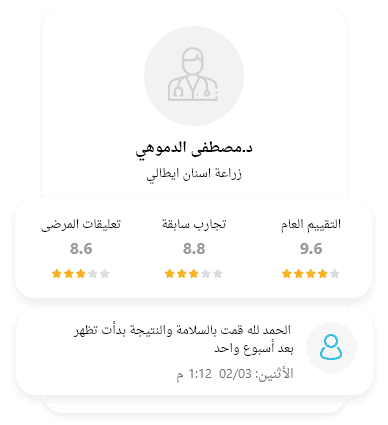 د.مصطفى الدموهي
زراعة اسنان ايطالي
التقييم العام
9.6
تجارب سابقة
8.8
تعليقات المرضى
8.6
الحمد لله قمت بالسلامة والنتيجة بدأت تظهر
بعد أسبوع واحد
الأثنين: 02/03 1:12 م